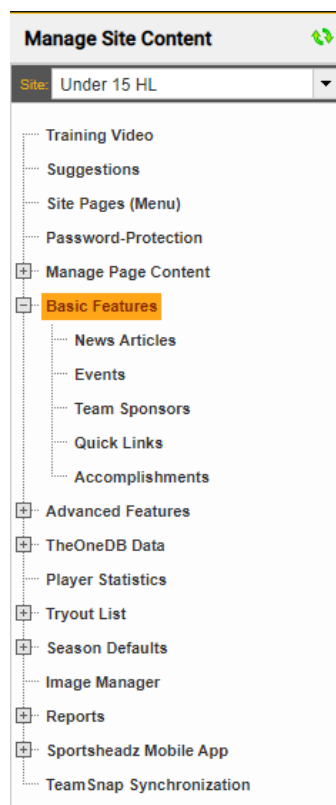 Manage Site Content
Site: Under 15 HL
Training Video
Suggestions
Site Pages (Menu)
Password-Protection
Manage Page Content
Basic Features
News Articles
Events
Team Sponsors
Quick Links
Accomplishments
Advanced Features
TheOneDB Data
Player Statistics
Tryout List
Season Defaults
Image Manager
Reports
Sportsheadz Mobile App
TeamSnap Synchronization